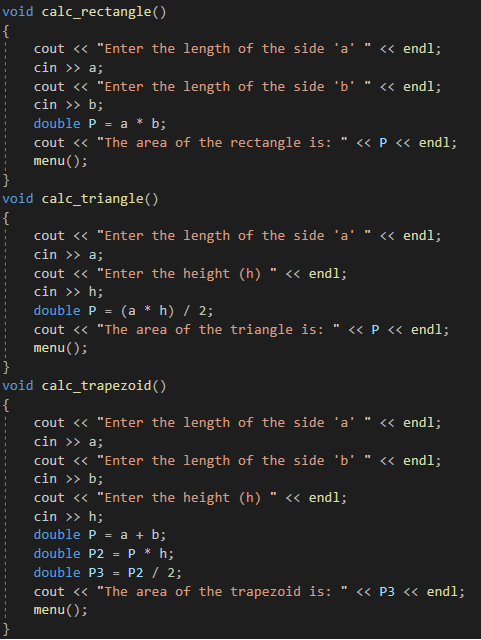 void calc_rectangle()
{
    cout << "Enter the length of the side 'a' " << endl;
    cin >> a;
    cout << "Enter the length of the side 'b' " << endl;
    cin >> b;
    double P = a * b;
    cout << "The area of the rectangle is: " << P << endl;
    menu();
}
void calc_triangle()
{
    cout << "Enter the length of the side 'a' " << endl;
    cin >> a;
    cout << "Enter the height (h) " << endl;
    cin >> h;
    double P = (a * h) / 2;
    cout << "The area of the triangle is: " << P << endl;
    menu();
}
void calc_trapezoid()
{
    cout << "Enter the length of the side 'a' " << endl;
    cin >> a;
    cout << "Enter the length of the side 'b' " << endl;
    cin >> b;
    cout << "Enter the height (h) " << endl;
    cin >> h;
    double P = a + b;
    double P2 = P * h;
    double P3 = P2 / 2;
    cout << "The area of the trapezoid is: " << P3 << endl;
    menu();
}